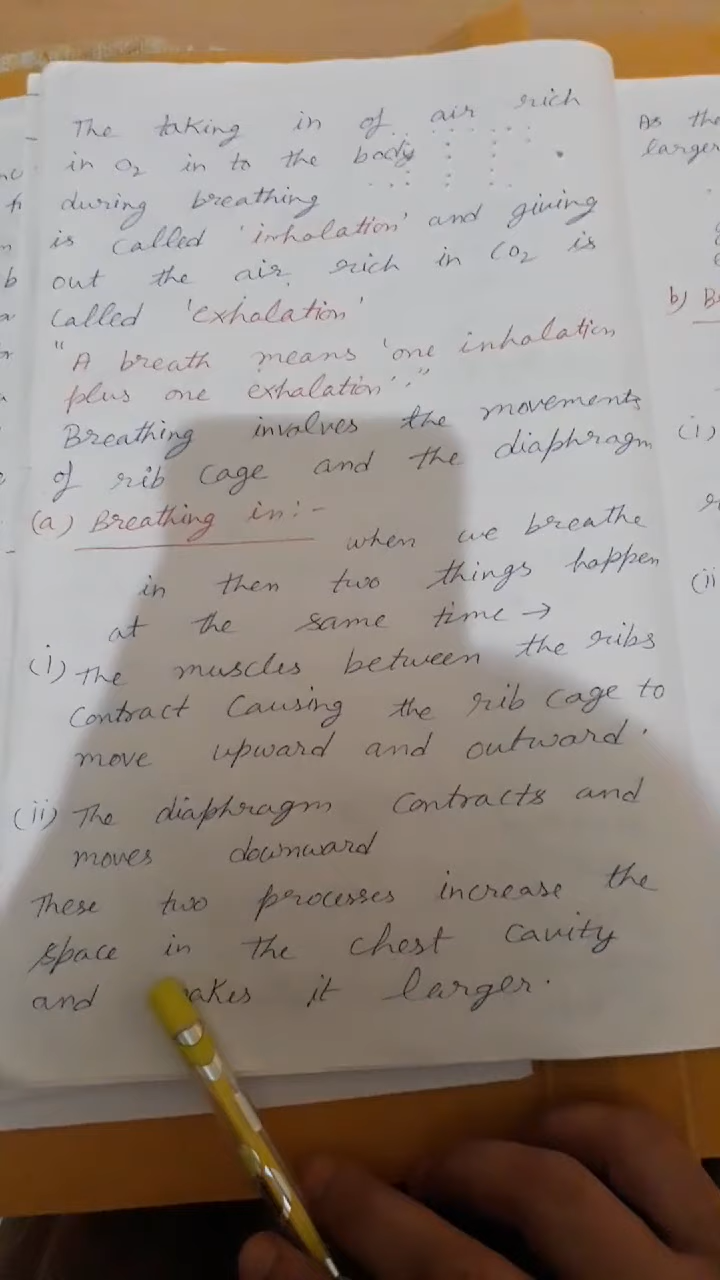 The taking in of air rich
in O2 in to the body
during breathing
is called 'inhalation' and giving
out the air rich in CO2 is
called 'exhalation'
"A breath means 'one inhalation
plus one exhalation'."
Breathing involves the movements
of rib cage and the diaphragm
(a) Breathing in:-
when we breathe
in then two things happen
at the same time →
(i) The muscles between the ribs
contract causing the rib cage to
move upward and outward.
(ii) The diaphragm contracts and
moves downward
These two processes increase the
space in the chest cavity
and it larger.
As the
larger
b)
(i)
(ii